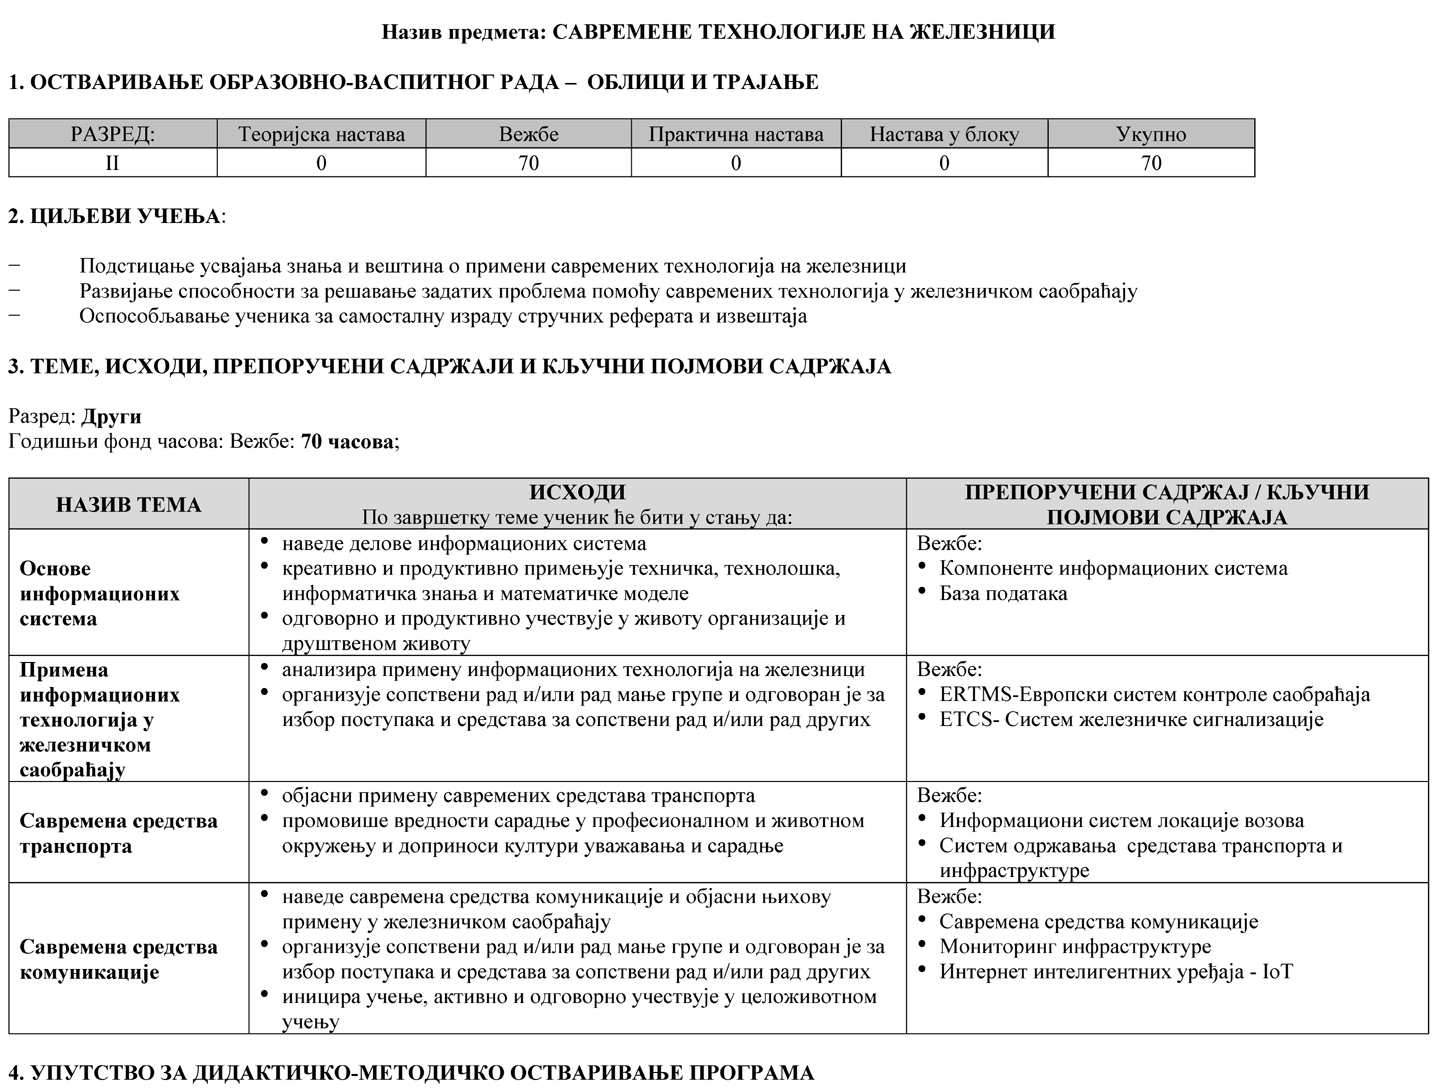 Назив предмета: САВРЕМЕНЕ ТЕХНОЛОГИЈЕ НА ЖЕЛЕЗНИЦИ
1. ОСТВАРИВАЊЕ ОБРАЗОВНО-ВАСПИТНОГ РАДА – ОБЛИЦИ И ТРАЈАЊЕ
РАЗРЕД: Теоријска настава Вежбе Практична настава Настава у блоку Укупно
II 0 70 0 0 70
2. ЦИЉЕВИ УЧЕЊА:
– Подстицање усвајања знања и вештина о примени савремених технологија на железници
– Развијање способности за решавање задатих проблема помоћу савремених технологија у железничком саобраћају
– Оспособљавање ученика за самосталну израду стручних реферата и извештаја
3. ТЕМЕ, ИСХОДИ, ПРЕПОРУЧЕНИ САДРЖАЈИ И КЉУЧНИ ПОЈМОВИ САДРЖАЈА
Разред: Други
Годишњи фонд часова: Вежбе: 70 часова;
НАЗИВ ТЕМА
ИСХОДИ
По завршетку теме ученик ће бити у стању да:
ПРЕПОРУЧЕНИ САДРЖАЈ / КЉУЧНИ
ПОЈМОВИ САДРЖАЈА
Основе
информационих
система
• наведе делове информационих система
• креативно и продуктивно примењује техничка, технолошка,
информатичка знања и математичке моделе
• одговорно и продуктивно учествује у животу организације и
друштвеном животу
Вежбе:
• Компоненте информационих система
• База података
Примена
информационих
технологија у
железничком
саобраћају
• анализира примену информационих технологија на железници
• организује сопствени рад и/или рад мање групе и одговоран је за
избор поступака и средстава за сопствени рад и/или рад других
Вежбе:
• ERTMS-Европски систем контроле саобраћаја
• ETCS- Систем железничке сигнализације
Савремена средства
транспорта
• објасни примену савремених средстава транспорта
• промовише вредности сарадње у професионалном и животном
окружењу и доприноси култури уважавања и сарадње
Вежбе:
• Информациони систем локације возова
• Систем одржавања средстава транспорта и
инфраструктуре
Савремена средства
комуникације
• наведе савремена средства комуникације и објасни њихову
примену у железничком саобраћају
• организује сопствени рад и/или рад мање групе и одговоран је за
избор поступака и средстава за сопствени рад и/или рад других
• иницира учење, активно и одговорно учествује у целоживотном
учењу
Вежбе:
• Савремена средства комуникације
• Мониторинг инфраструктуре
• Интернет интелигентних уређаја - IoT
4. УПУТСТВО ЗА ДИДАКТИЧКО-МЕТОДИЧКО ОСТВАРИВАЊЕ ПРОГРАМА